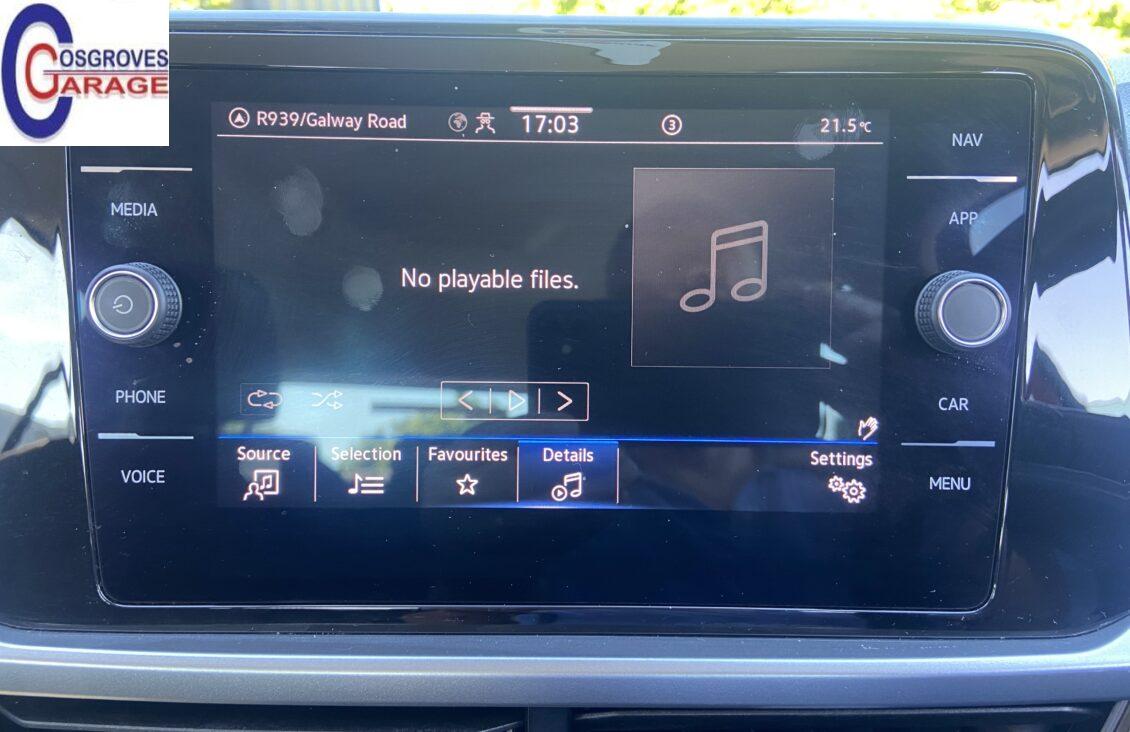 COSGROVES
GARAGE
R939/Galway Road
17:03
3
21.5°C
NAV
MEDIA
APP
No playable files.
PHONE
CAR
Source
Selection
Favourites
Details
Settings
VOICE
MENU